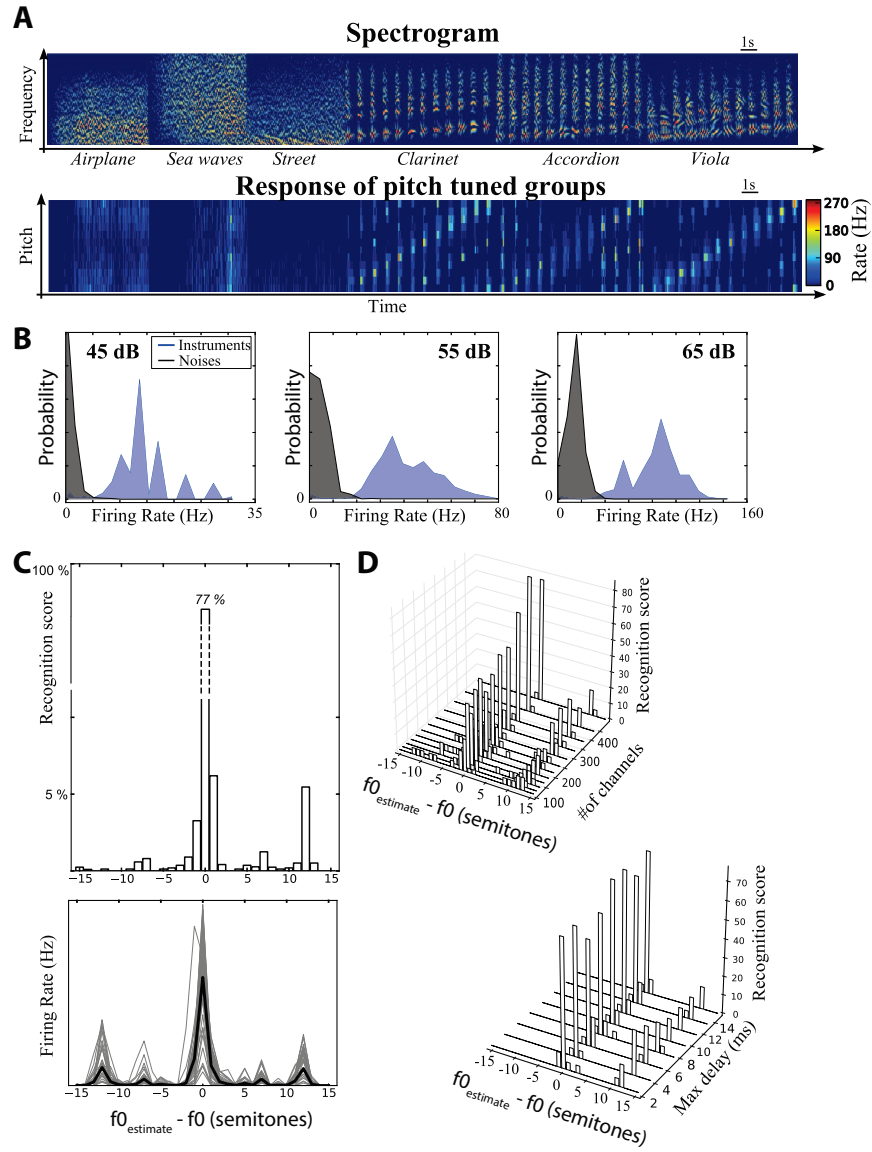 A
Spectrogram
1s
Frequency
Airplane Sea waves Street Clarinet Accordion Viola
Response of pitch tuned groups
1s
Pitch
270
180
90
0
Rate (Hz)
Time
B
45 dB
Instruments
Noises
Probability
0
0 Firing Rate (Hz) 35
55 dB
Probability
0
0 Firing Rate (Hz) 80
65 dB
Probability
0
0 Firing Rate (Hz) 160
C
100 %
77 %
Recognition score
5 %
−15 −10 −5 0 5 10 15
Firing Rate (Hz)
−15 −10 −5 0 5 10 15
f0estimate - f0 (semitones)
D
80
70
60
50
40
30
20
10
0
Recognition score
400
300
200
100
#of channels
-15 -10 -5 0 5 10 15
f0estimate - f0 (semitones)
70
60
50
40
30
20
10
0
Recognition score
14
12
10
8
6
4
2
Max delay (ms)
-15 -10 -5 0 5 10 15
f0estimate - f0 (semitones)